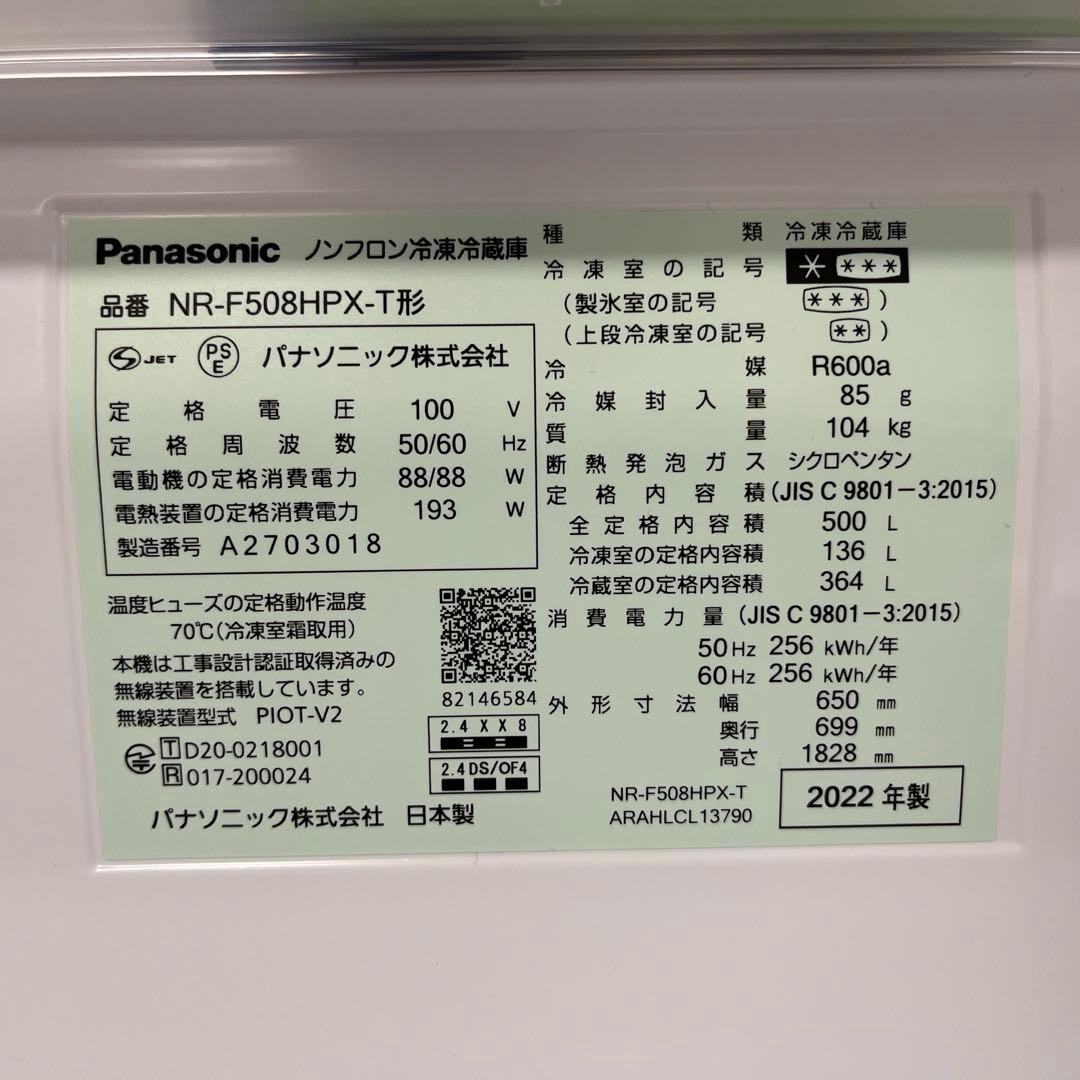 Panasonic ノンフロン冷凍冷蔵庫
品番 NR-F508HPX-T形
S JET PS E パナソニック株式会社
定格電圧 100 V
定格周波数 50/60 Hz
電動機の定格消費電力 88/88 W
電熱装置の定格消費電力 193 W
製造番号 A2703018
温度ヒューズの定格動作温度
70℃(冷凍室霜取用)
本機は工事設計認証取得済みの
無線装置を搭載しています。
無線装置型式 PIOT-V2
T D20-0218001
R 017-200024
82146584
2.4 X X 8
2.4 DS/OF4
パナソニック株式会社 日本製
種類 冷凍冷蔵庫
冷凍室の記号 * ***
(製氷室の記号 ***)
(上段冷凍室の記号 **)
冷媒 R600a
冷媒封入量 85 g
質量 104 kg
断熱発泡ガス シクロペンタン
定格内容積(JIS C 9801-3:2015)
全定格内容積 500 L
冷凍室の定格内容積 136 L
冷蔵室の定格内容積 364 L
消費電力量(JIS C 9801-3:2015)
50Hz 256 kWh/年
60Hz 256 kWh/年
外形寸法 幅 650 mm
奥行 699 mm
高さ 1828 mm
NR-F508HPX-T
ARAHLCL13790
2022年製